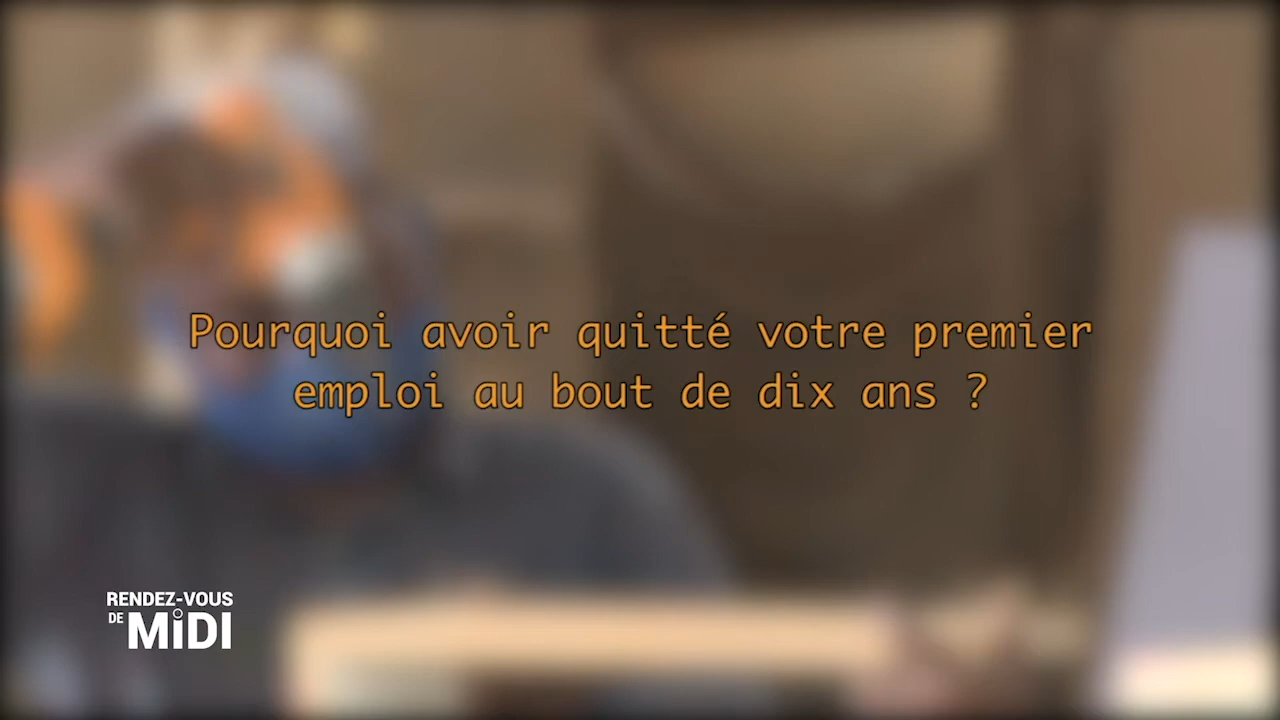 Pourquoi avoir quitté votre premier
emploi au bout de dix ans ?
RENDEZ-VOUS
DE MiDI